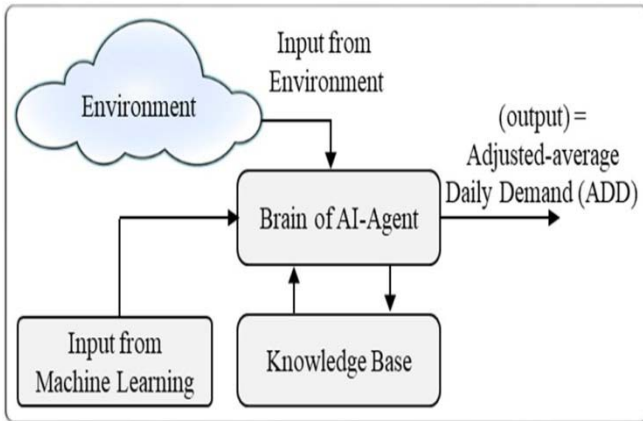 Input from
Environment
Environment
(output) =
Adjusted-average
Daily Demand (ADD)
Brain of AI-Agent
Input from
Machine Learning
Knowledge Base